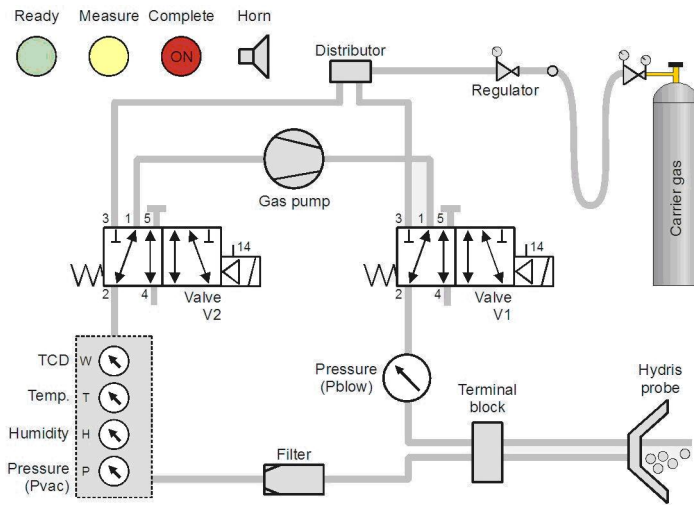 Ready
Measure
Complete
Horn
ON
Distributor
Regulator
Carrier gas
Gas pump
3
1
5
14
2
4
Valve
V2
3
1
5
14
2
4
Valve
V1
TCD
W
Temp.
T
Humidity
H
Pressure
(Pvac)
P
Pressure
(Pblow)
Terminal
block
Hydris
probe
Filter